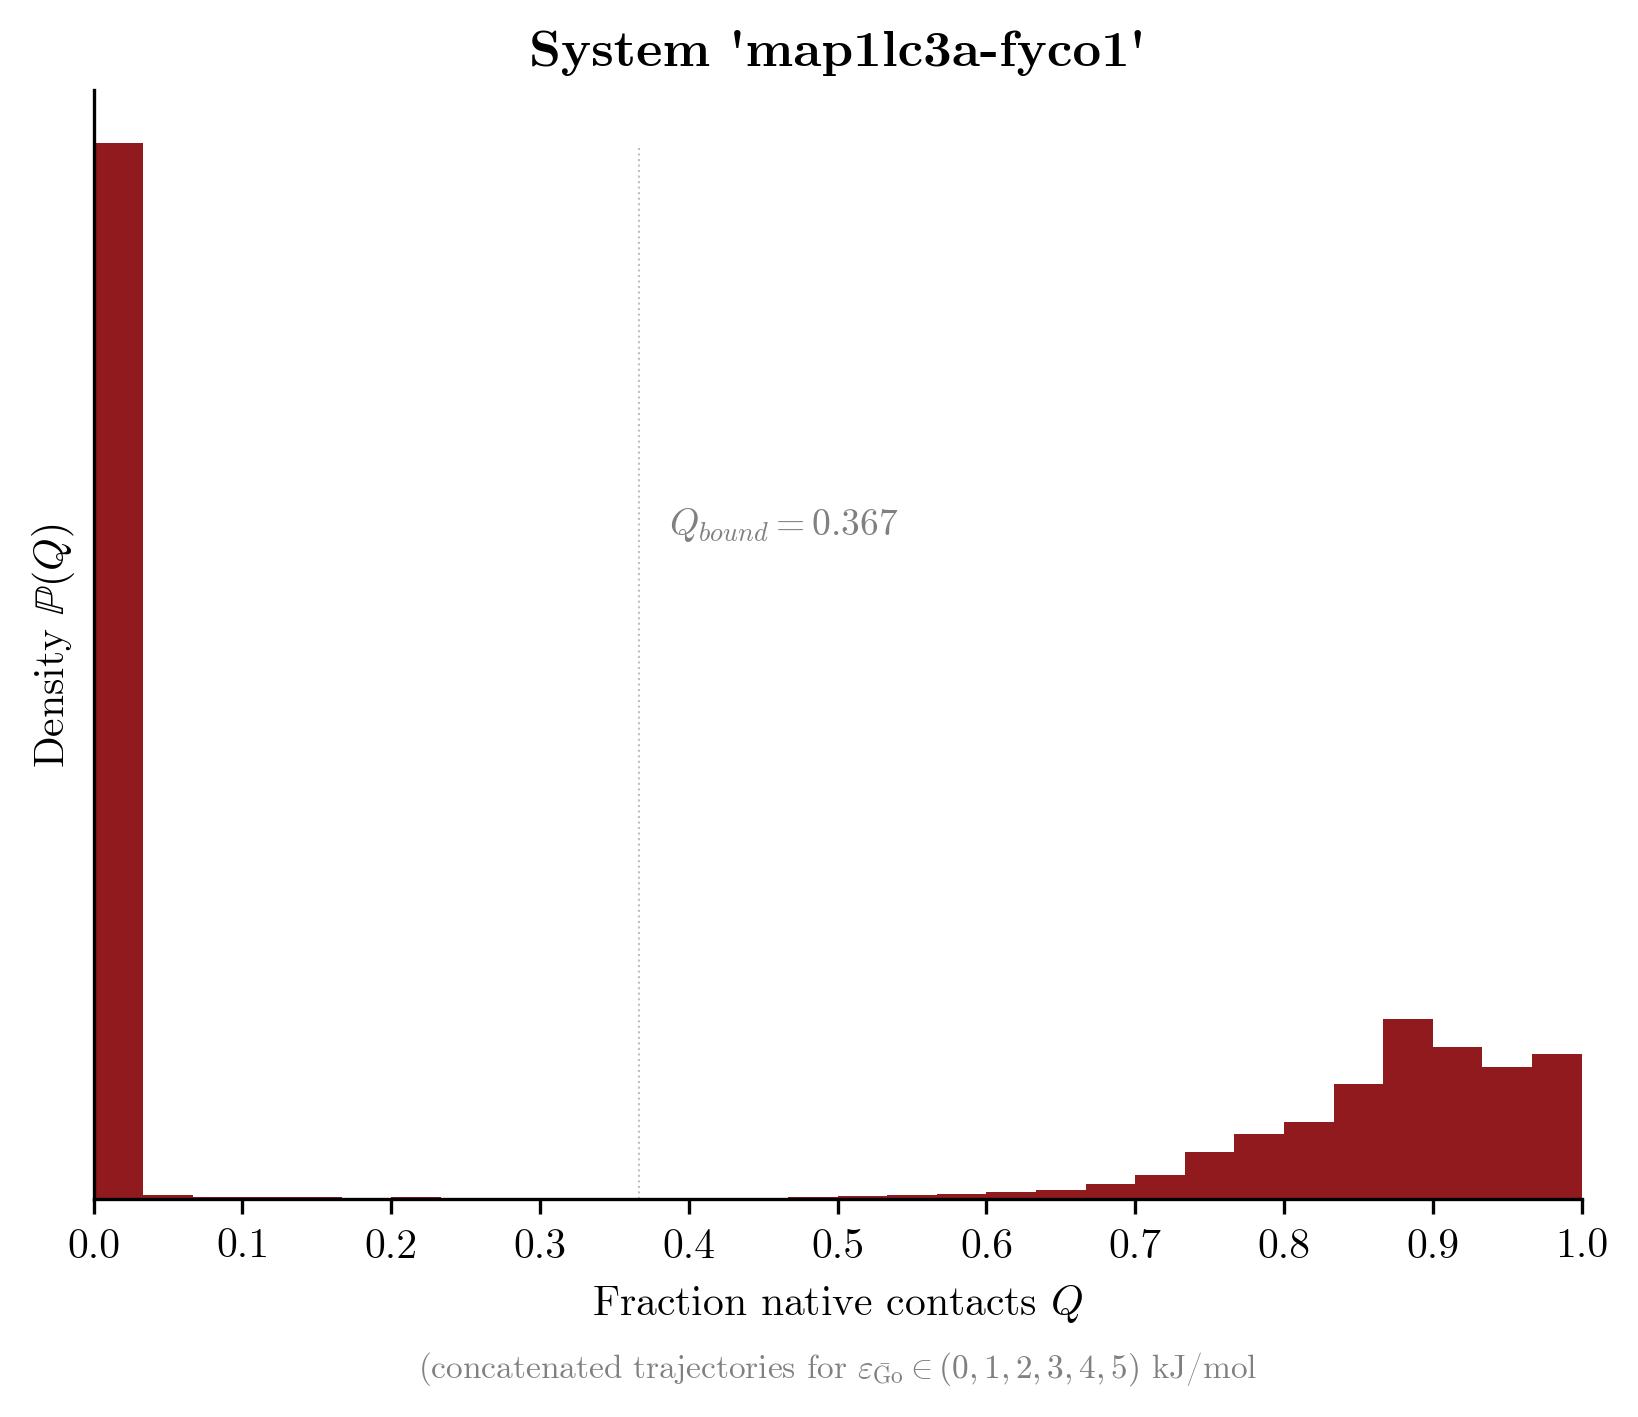 System 'map1lc3a-fyco1'
Density ℙ(Q)
Q_bound = 0.367
0.0 0.1 0.2 0.3 0.4 0.5 0.6 0.7 0.8 0.9 1.0
Fraction native contacts Q
(concatenated trajectories for ε_Ḡo ∈ (0, 1, 2, 3, 4, 5) kJ/mol